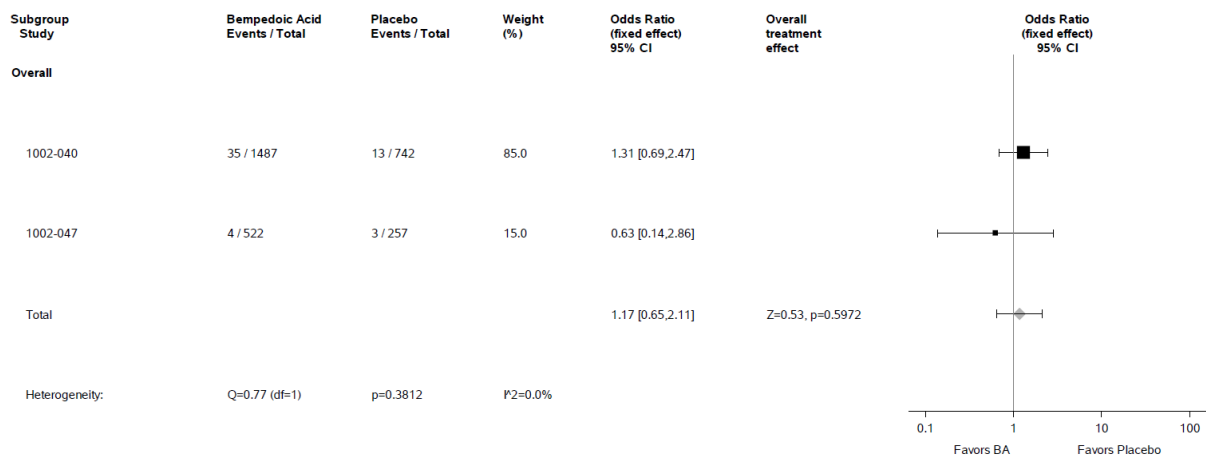 Subgroup Bempedoic Acid Placebo Weight Odds Ratio Overall Odds Ratio
Study Events / Total Events / Total (%) (fixed effect) treatment (fixed effect)
95% CI effect 95% CI
Overall
1002-040 35 / 1487 13 / 742 85.0 1.31 [0.69,2.47]
1002-047 4 / 522 3 / 257 15.0 0.63 [0.14,2.86]
Total 1.17 [0.65,2.11] Z=0.53, p=0.5972
Heterogeneity: Q=0.77 (df=1) p=0.3812 I^2=0.0%
0.1 1 10 100
Favors BA Favors Placebo